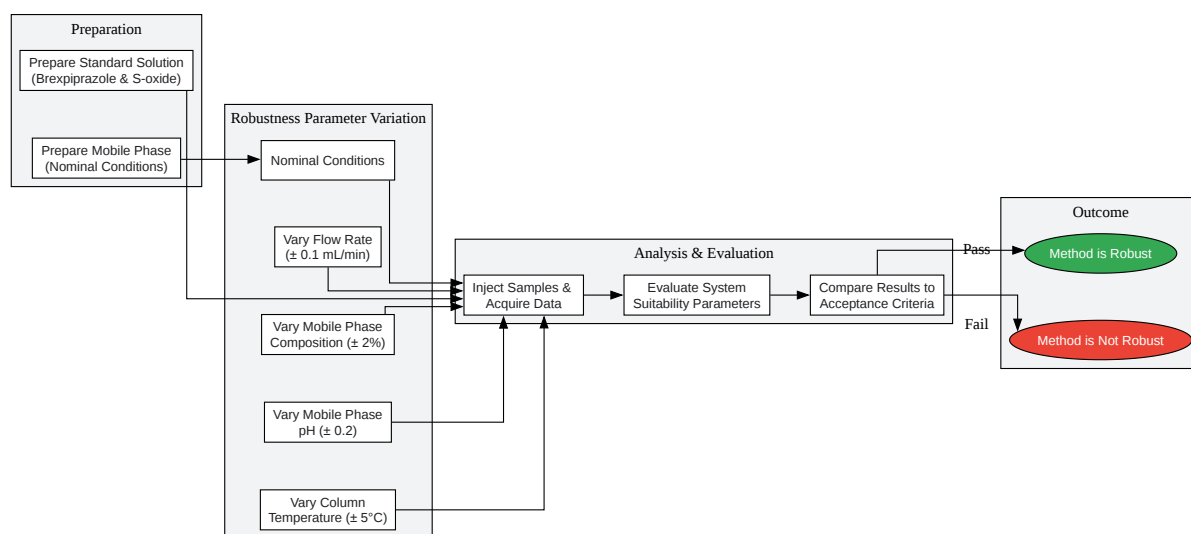 Preparation
Prepare Standard Solution
(Brexpiprazole & S-oxide)
Prepare Mobile Phase
(Nominal Conditions)
Robustness Parameter Variation
Nominal Conditions
Vary Flow Rate
(± 0.1 mL/min)
Vary Mobile Phase
Composition (± 2%)
Vary Mobile Phase
pH (± 0.2)
Vary Column
Temperature (± 5°C)
Analysis & Evaluation
Inject Samples &
Acquire Data
Evaluate System
Suitability Parameters
Compare Results to
Acceptance Criteria
Pass
Fail
Outcome
Method is Robust
Method is Not Robust